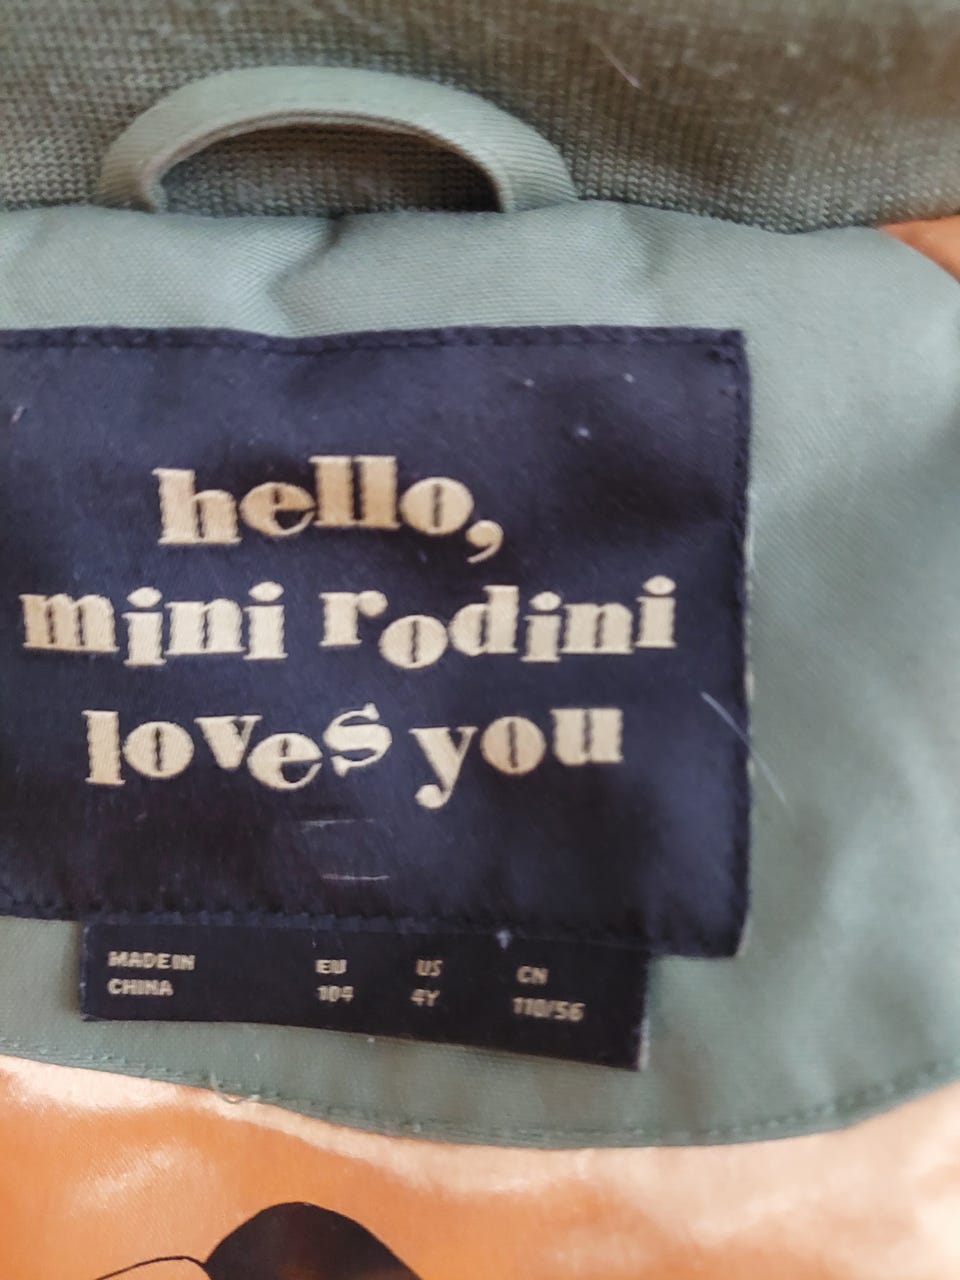 hello,
mini rodini
loves you
MADE IN EU US CN
CHINA 104 4Y 110/56